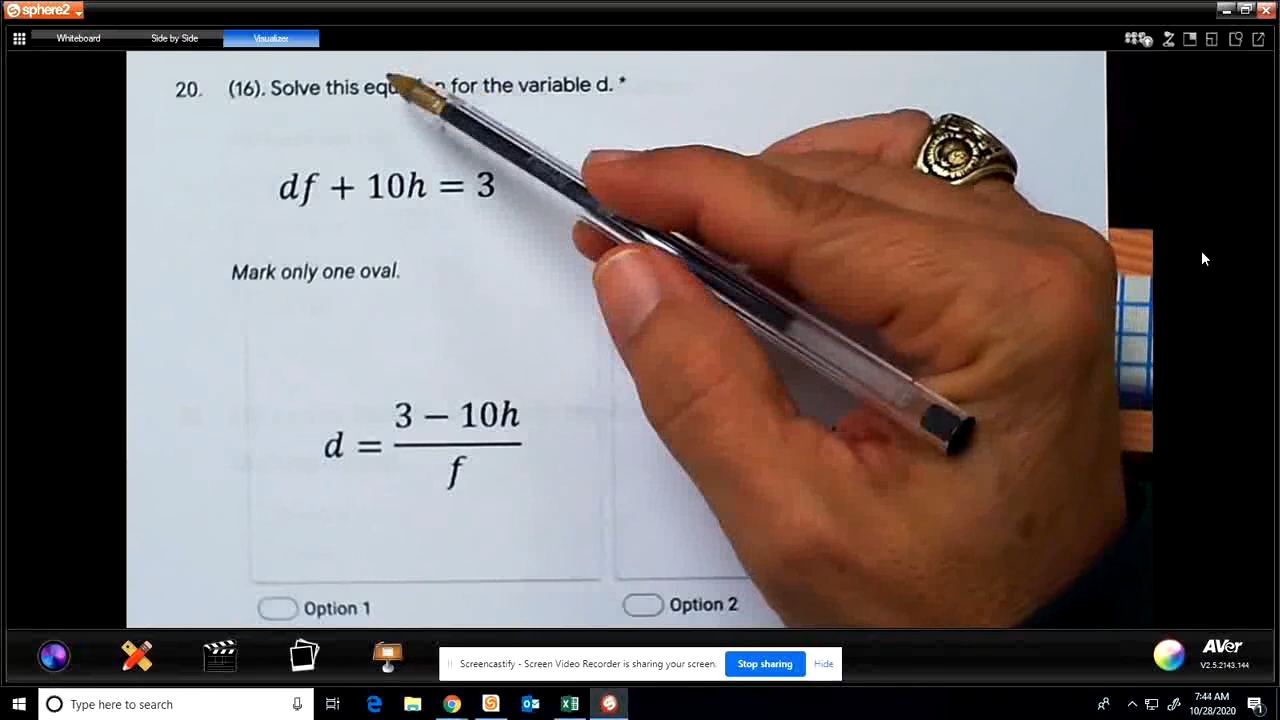 sphere2
Whiteboard Side by Side Visualizer
20. (16). Solve this for the variable d. *
df + 10h = 3
Mark only one oval.
d = \frac{3 - 10h}{f}
Option 1
Option 2
Screencastify - Screen Video Recorder is sharing your screen. Stop sharing Hide
AVer
V2.5.2143.144
Type here to search
:44 AM
10/28/2020